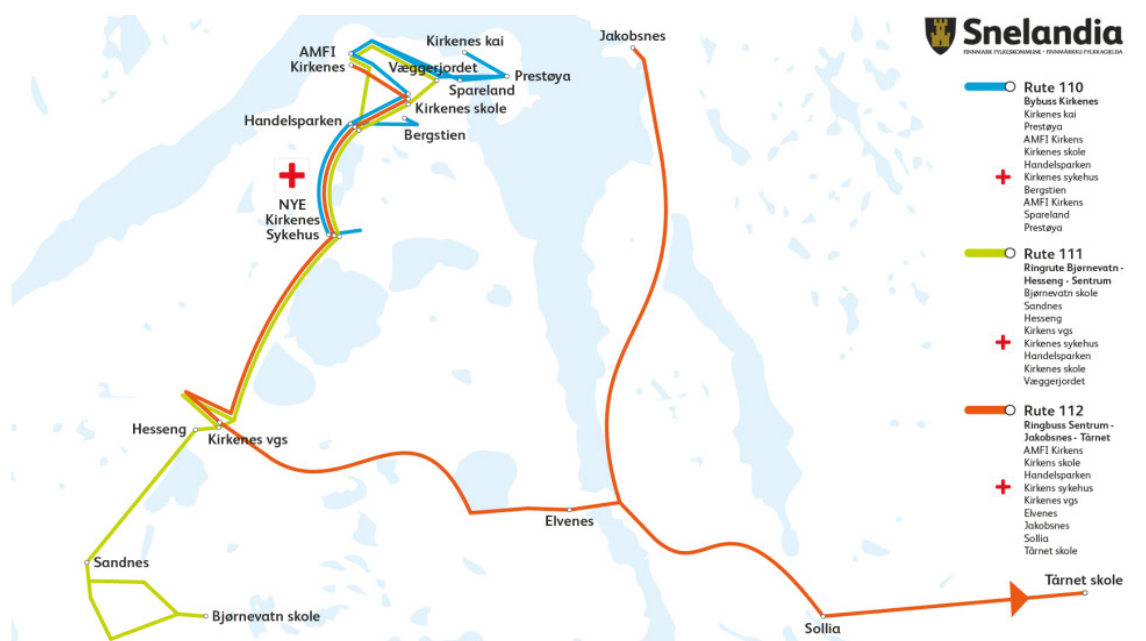 Snelandia
FINNMARK FYLKESKOMMUNE • FINNMÁRKKU FYLKKAGIELDA
Jakobsnes
Kirkenes kai
AMFI
Kirkenes
Væggerjordet
Prestøya
Spareland
Kirkenes skole
Handelsparken
Bergstien
NYE
Kirkenes
Sykehus
Hesseng
Kirkenes vgs
Elvenes
Sandnes
Bjørnevatn skole
Sollia
Tårnet skole
Rute 110
Bybuss Kirkenes
Kirkenes kai
Prestøya
AMFI Kirkens
Kirkenes skole
Handelsparken
Kirkenes sykehus
Bergstien
AMFI Kirkens
Spareland
Prestøya
Rute 111
Ringrute Bjørnevatn -
Hesseng - Sentrum
Bjørnevatn skole
Sandnes
Hesseng
Kirkens vgs
Kirkenes sykehus
Handelsparken
Kirkenes skole
Væggerjordet
Rute 112
Ringbuss Sentrum -
Jakobsnes - Tårnet
AMFI Kirkens
Kirkens skole
Handelsparken
Kirkens sykehus
Kirkenes vgs
Elvenes
Jakobsnes
Sollia
Tårnet skole